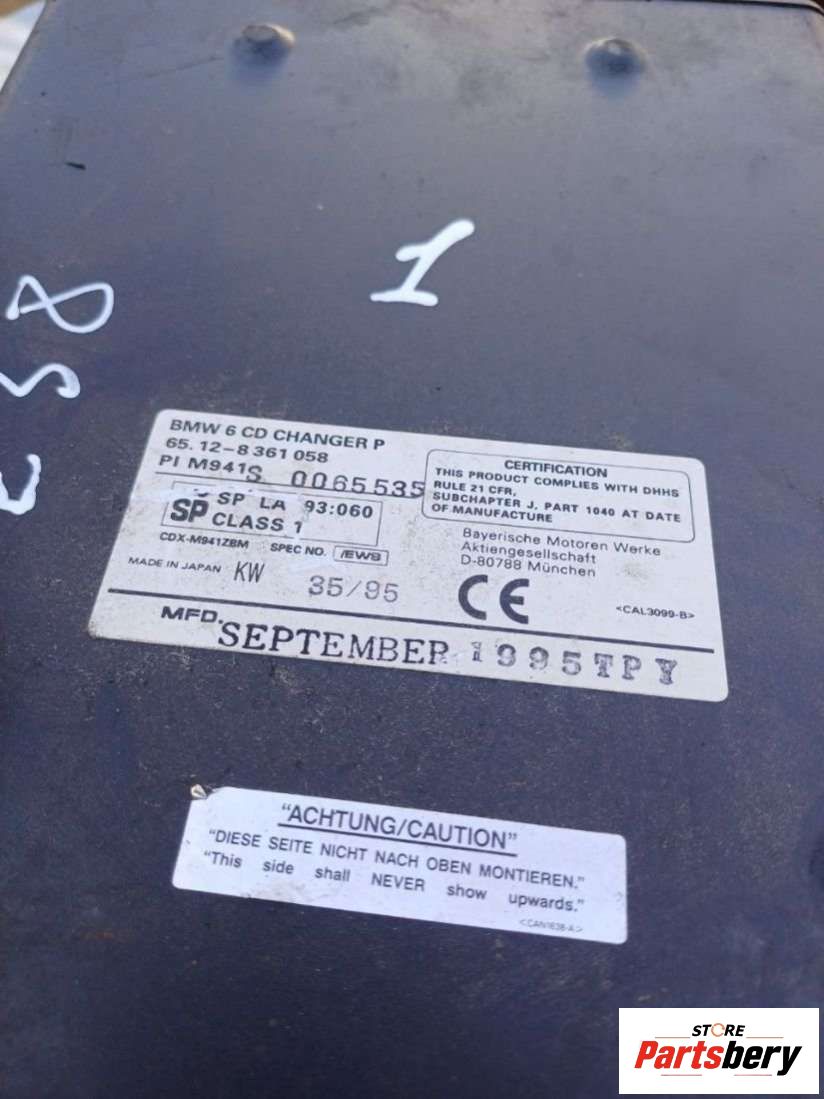 1
E38
BMW 6 CD CHANGER P
65. 12-8 361 058
PI M941S 0065535
SP LA 93:060
SP CLASS 1
CDX-M941ZBM SPEC NO. /EWS
MADE IN JAPAN KW 35/95
CERTIFICATION
THIS PRODUCT COMPLIES WITH DHHS
RULE 21 CFR,
SUBCHAPTER J, PART 1040 AT DATE
OF MANUFACTURE
Bayerische Motoren Werke
Aktiengesellschaft
D-80788 München
CE
<CAL3099-B>
MFD. SEPTEMBER 1995TPY
"ACHTUNG/CAUTION"
"DIESE SEITE NICHT NACH OBEN MONTIEREN."
"This side shall NEVER show upwards."
<CAN1638-A>
STORE
Partsbery